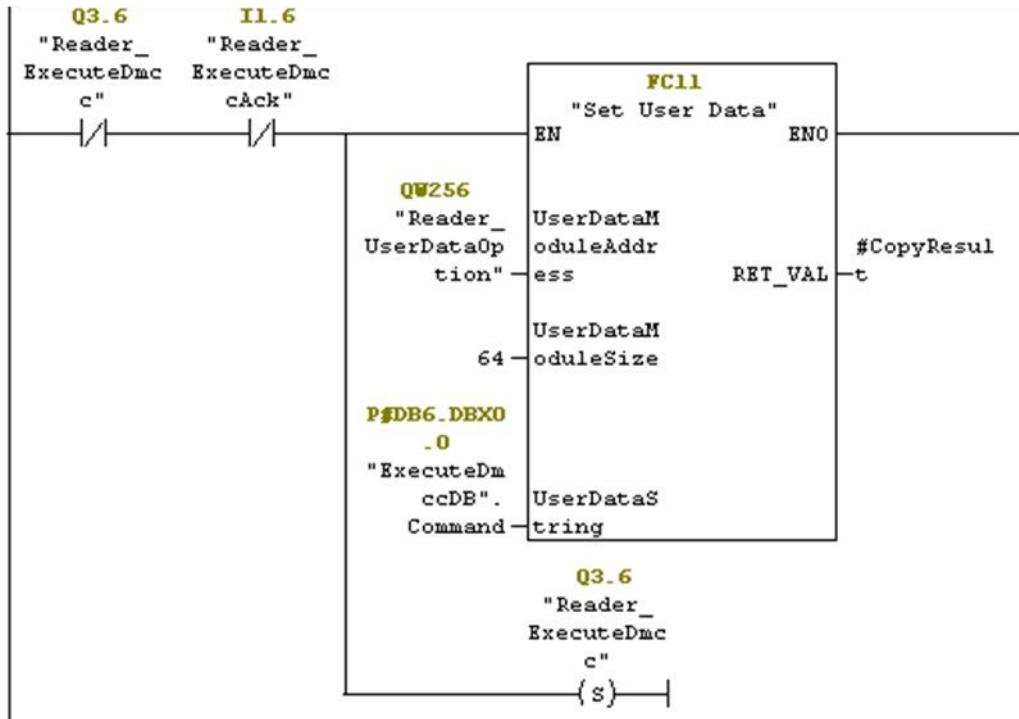 Q3.6
"Reader_
ExecuteDmc
c"
I1.6
"Reader_
ExecuteDmc
cAck"
FC11
"Set User Data"
EN
ENO
QW256
"Reader_
UserDataOp
tion"
UserDataM
oduleAddr
ess
RET_VAL
#CopyResul
t
64
UserDataM
oduleSize
P#DB6.DBX0
.0
"ExecuteDm
ccDB".
Command
UserDataS
tring
Q3.6
"Reader_
ExecuteDmc
c"
S